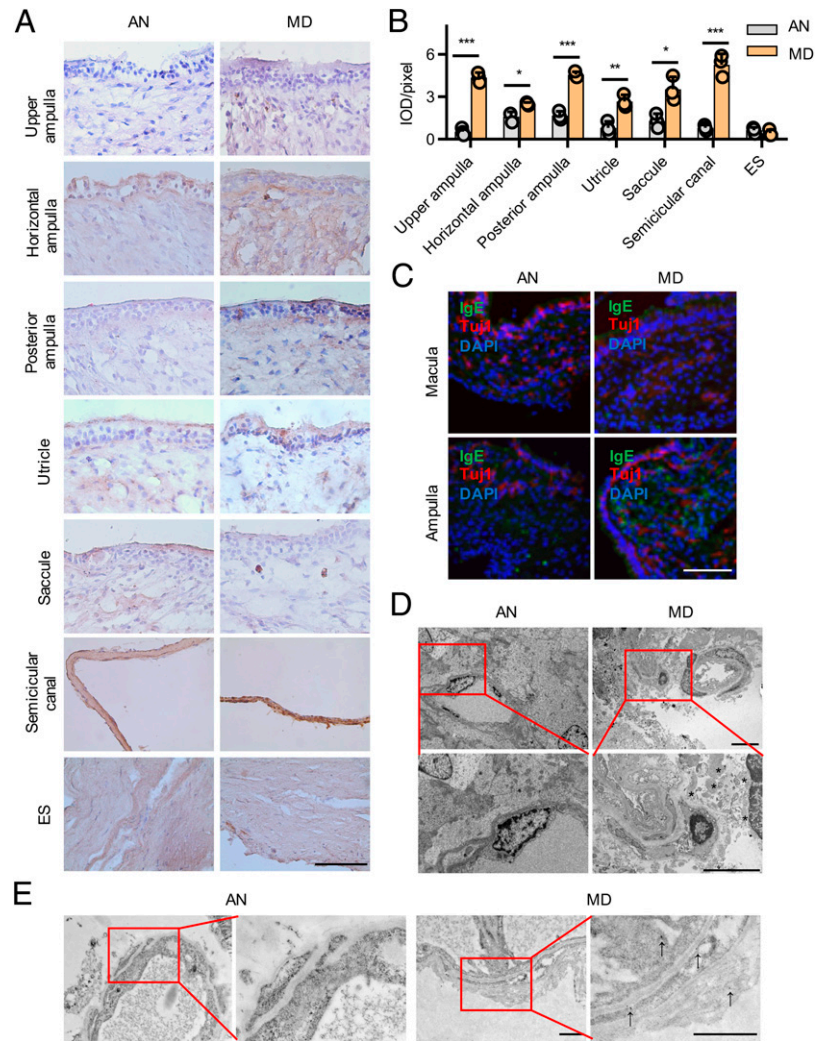 A
AN
MD
Upper
ampulla
Horizontal
ampulla
Posterior
ampulla
Utricle
Saccule
Semicicular
canal
ES
B
IOD/pixel
6
3
0
***
*
***
**
*
***
AN
MD
Upper ampulla
Horizontal ampulla
Posterior ampulla
Utricle
Saccule
Semicicular canal
ES
C
AN
MD
Macula
IgE
Tuj1
DAPI
IgE
Tuj1
DAPI
Ampulla
IgE
Tuj1
DAPI
IgE
Tuj1
DAPI
D
AN
MD
*
*
*
*
*
E
AN
MD